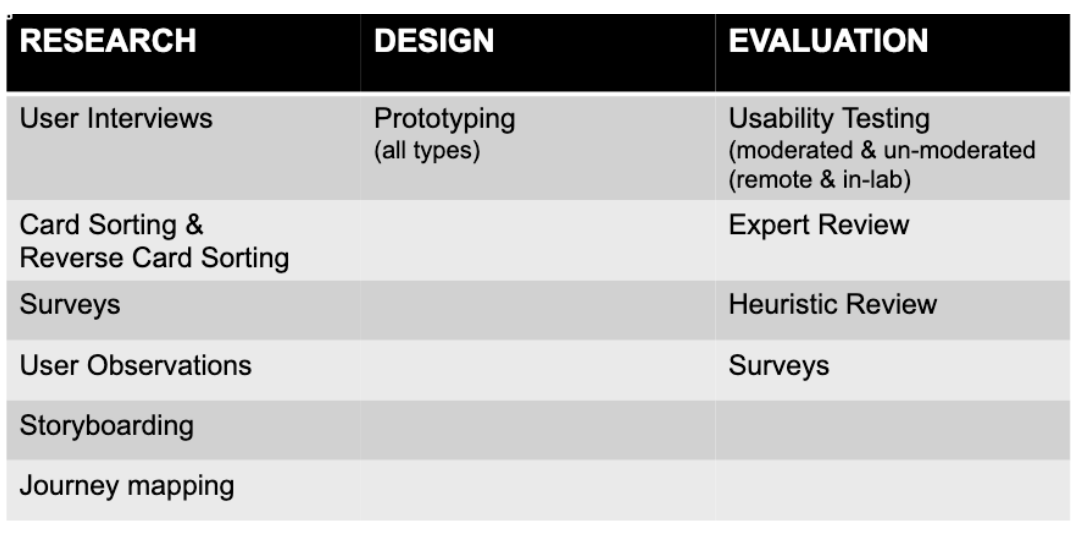 RESEARCH
DESIGN
EVALUATION
User Interviews
Prototyping
(all types)
Usability Testing
(moderated & un-moderated
(remote & in-lab)
Card Sorting &
Reverse Card Sorting
Expert Review
Surveys
Heuristic Review
User Observations
Surveys
Storyboarding
Journey mapping